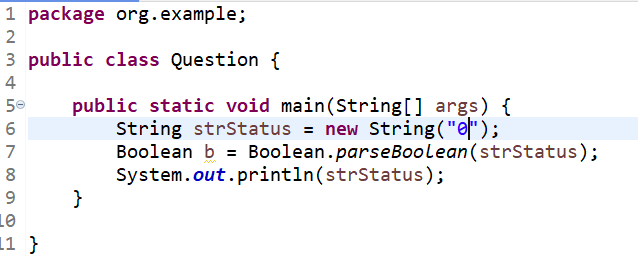 1 package org.example;
2
3 public class Question {
4
5 public static void main(String[] args) {
6 String strStatus = new String("0");
7 Boolean b = Boolean.parseBoolean(strStatus);
8 System.out.println(strStatus);
9 }
10
11 }